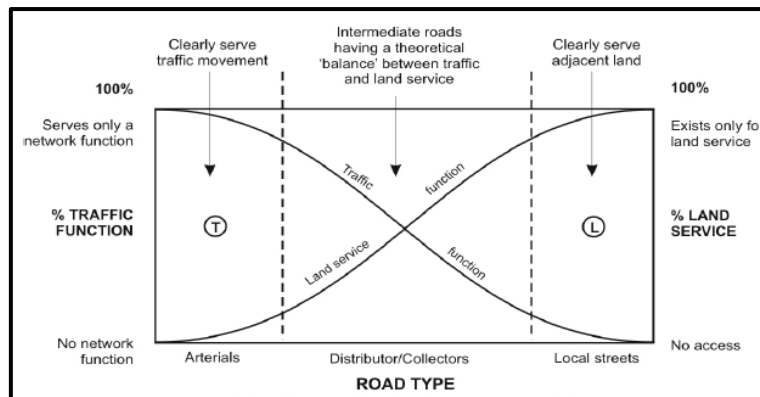 Clearly serve
traffic movement
Intermediate roads
having a theoretical
'balance' between traffic
and land service
Clearly serve
adjacent land
100%
100%
Serves only a
network function
Exists only fo
land service
Traffic
function
% TRAFFIC
FUNCTION
T
L
% LAND
SERVICE
Land service
function
No network
function
No access
Arterials
Distributor/Collectors
Local streets
ROAD TYPE